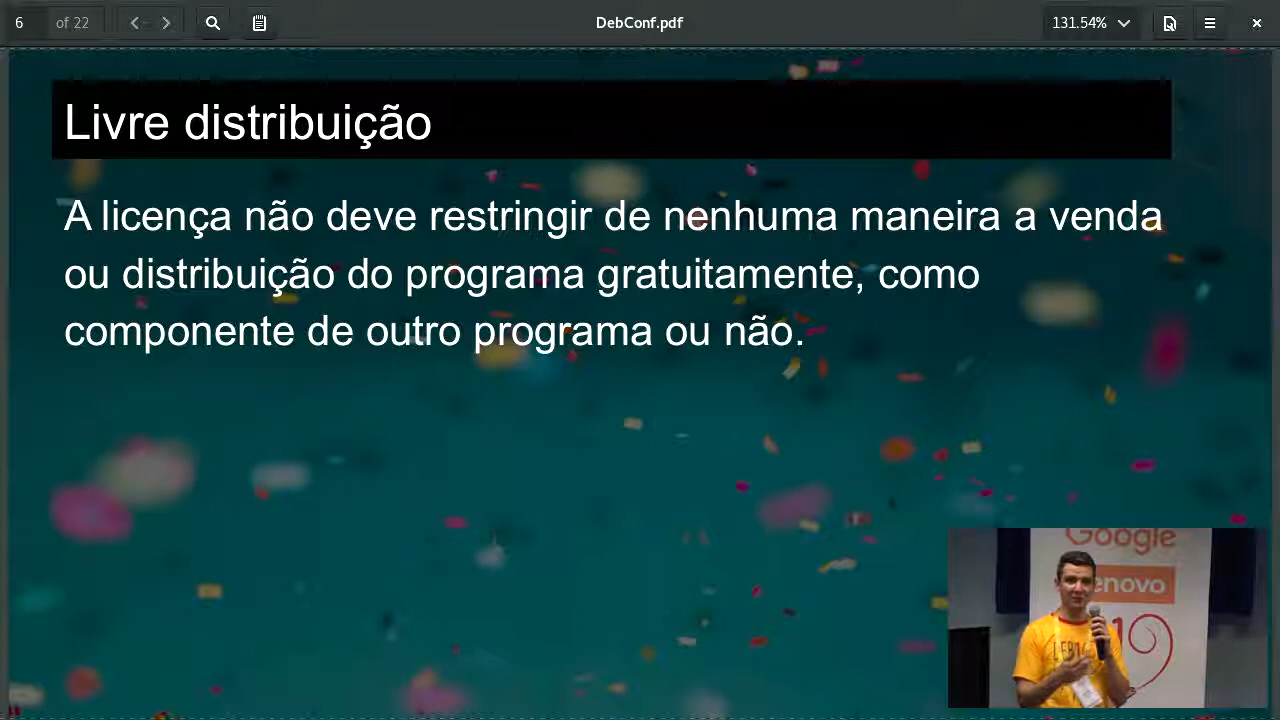 6 of 22
DebConf.pdf
131.54%
Livre distribuição
A licença não deve restringir de nenhuma maneira a venda
ou distribuição do programa gratuitamente, como
componente de outro programa ou não.
Google
enovo
19